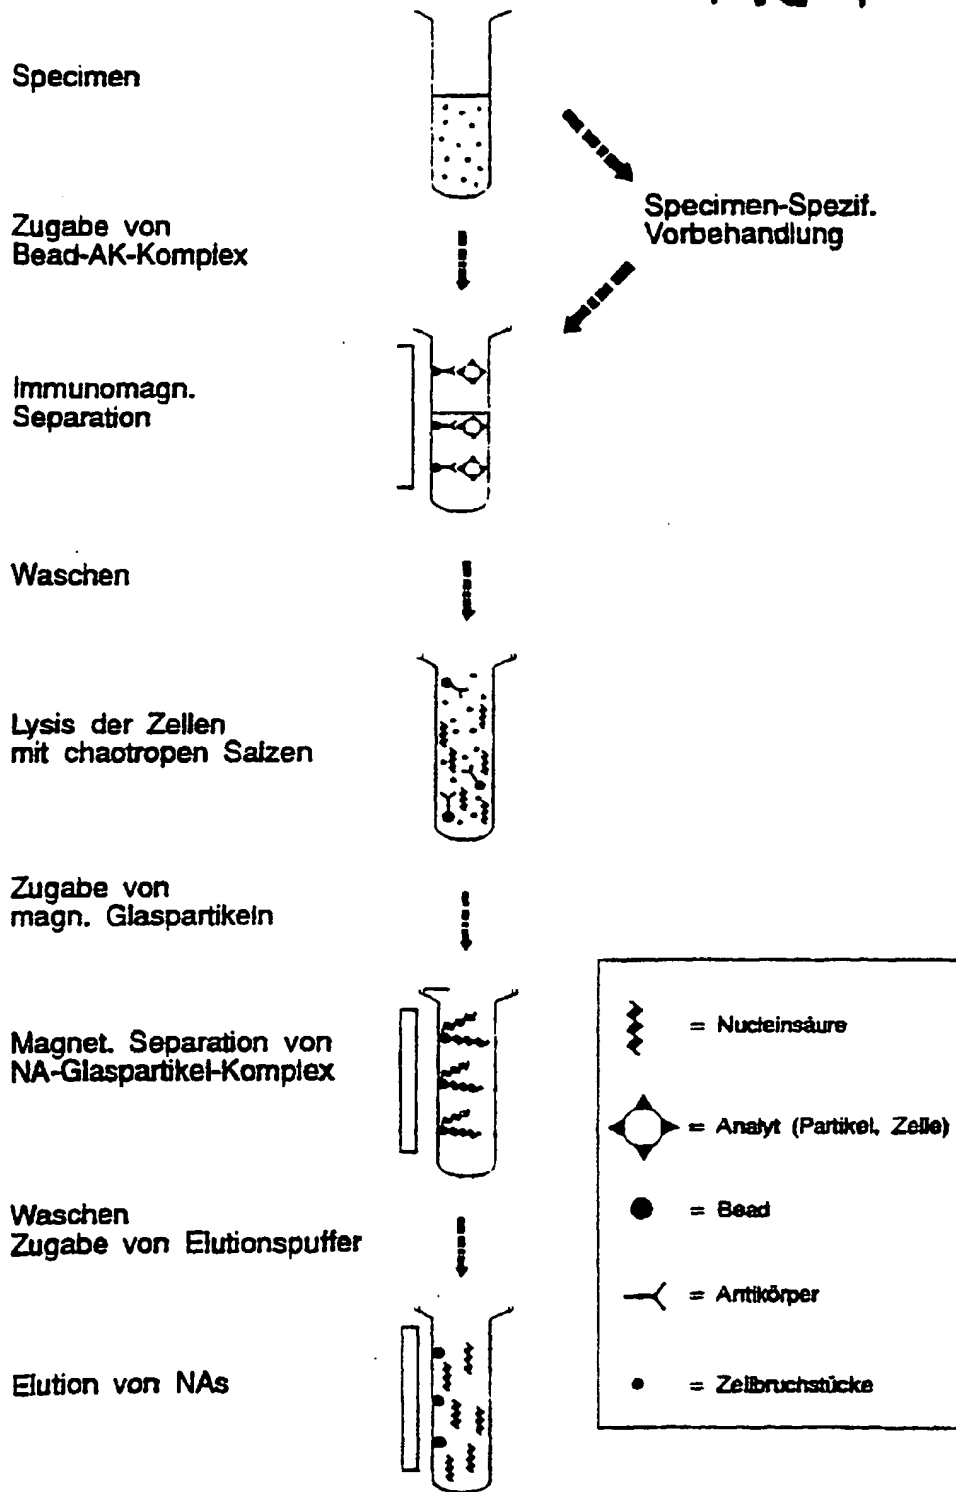 Specimen
Specimen-Spezif.
Vorbehandlung
Zugabe von
Bead-AK-Komplex
Immunomagn.
Separation
Waschen
Lysis der Zellen
mit chaotropen Salzen
Zugabe von
magn. Glaspartikeln
Magnet. Separation von
NA-Glaspartikel-Komplex
Waschen
Zugabe von Elutionspuffer
Elution von NAs
= Nucleinsäure
= Analyt (Partikel, Zelle)
= Bead
= Antikörper
= Zellbruchstücke